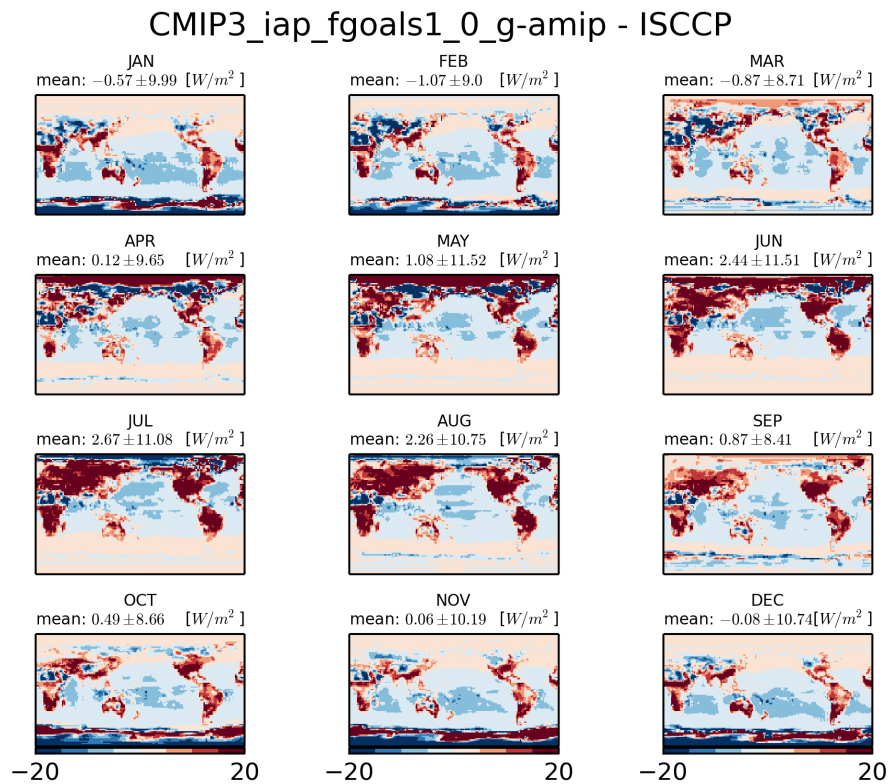 CMIP3_iap_fgoals1_0_g-amip - ISCCP
JAN FEB MAR
mean: −0.57±9.99 [W/m² ] mean: −1.07±9.0 [W/m² ] mean: −0.87±8.71 [W/m² ]
APR MAY JUN
mean: 0.12±9.65 [W/m² ] mean: 1.08±11.52 [W/m² ] mean: 2.44±11.51 [W/m² ]
JUL AUG SEP
mean: 2.67±11.08 [W/m² ] mean: 2.26±10.75 [W/m² ] mean: 0.87±8.41 [W/m² ]
OCT NOV DEC
mean: 0.49±8.66 [W/m² ] mean: 0.06±10.19 [W/m² ] mean: −0.08±10.74[W/m² ]
−20 20 −20 20 −20 20